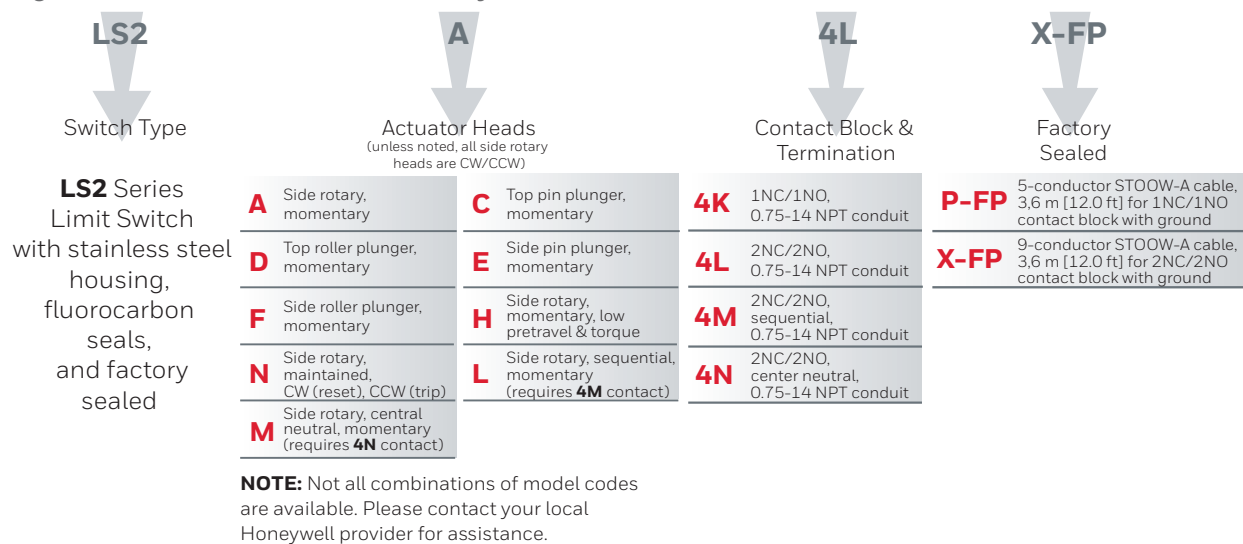 LS2
A
4L
X-FP
Switch Type
LS2 Series
Limit Switch
with stainless steel
housing,
fluorocarbon
seals,
and factory
sealed
Actuator Heads
(unless noted, all side rotary
heads are CW/CCW)
A Side rotary,
momentary
C Top pin plunger,
momentary
D Top roller plunger,
momentary
E Side pin plunger,
momentary
F Side roller plunger,
momentary
H Side rotary,
momentary, low
pretravel & torque
N Side rotary,
maintained,
CW (reset), CCW (trip)
L Side rotary, sequential,
momentary
(requires 4M contact)
M Side rotary, central
neutral, momentary
(requires 4N contact)
NOTE: Not all combinations of model codes
are available. Please contact your local
Honeywell provider for assistance.
Contact Block &
Termination
4K 1NC/1NO,
0.75-14 NPT conduit
4L 2NC/2NO,
0.75-14 NPT conduit
4M 2NC/2NO,
sequential,
0.75-14 NPT conduit
4N 2NC/2NO,
center neutral,
0.75-14 NPT conduit
Factory
Sealed
P-FP 5-conductor STOOW-A cable,
3,6 m [12.0 ft] for 1NC/1NO
contact block with ground
X-FP 9-conductor STOOW-A cable,
3,6 m [12.0 ft] for 2NC/2NO
contact block with ground